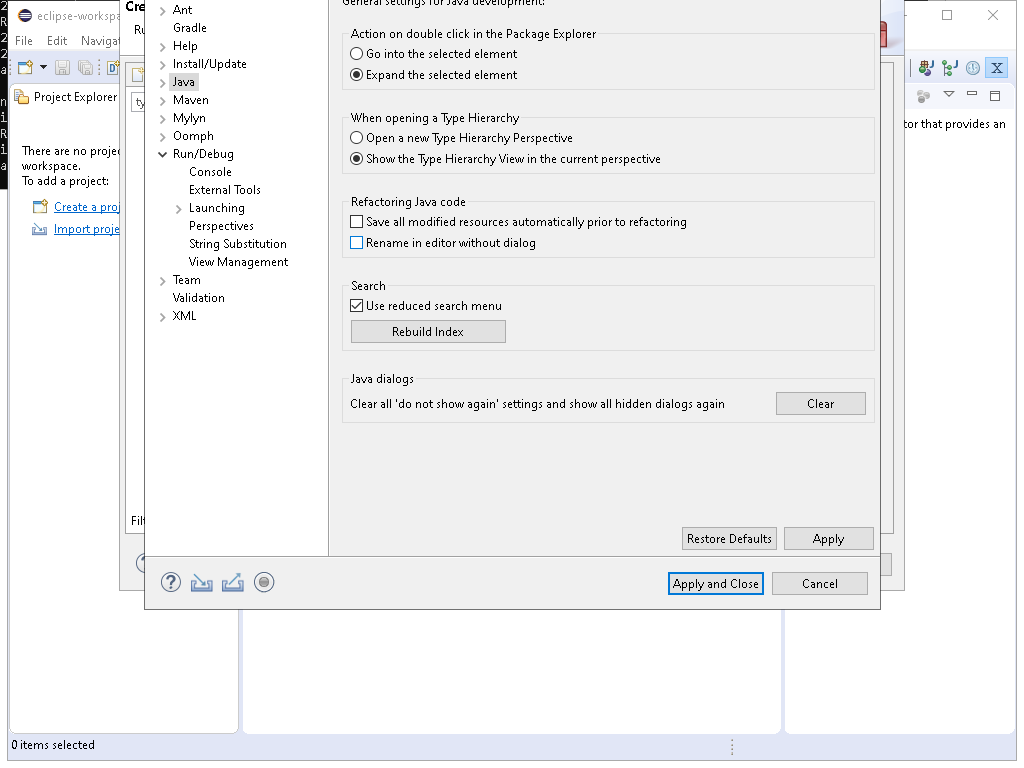 eclipse-workspa
Cre
File Edit Navigat
Ru
Project Explorer
There are no projec
workspace.
To add a project:
Create a proj
Import proje
ty
Filt
tor that provides an
Ant
Gradle
Help
Install/Update
Java
Maven
Mylyn
Oomph
Run/Debug
Console
External Tools
Launching
Perspectives
String Substitution
View Management
Team
Validation
XML
General settings for Java development:
Action on double click in the Package Explorer
Go into the selected element
Expand the selected element
When opening a Type Hierarchy
Open a new Type Hierarchy Perspective
Show the Type Hierarchy View in the current perspective
Refactoring Java code
Save all modified resources automatically prior to refactoring
Rename in editor without dialog
Search
Use reduced search menu
Rebuild Index
Java dialogs
Clear all 'do not show again' settings and show all hidden dialogs again
Clear
Restore Defaults Apply
Apply and Close Cancel
0 items selected